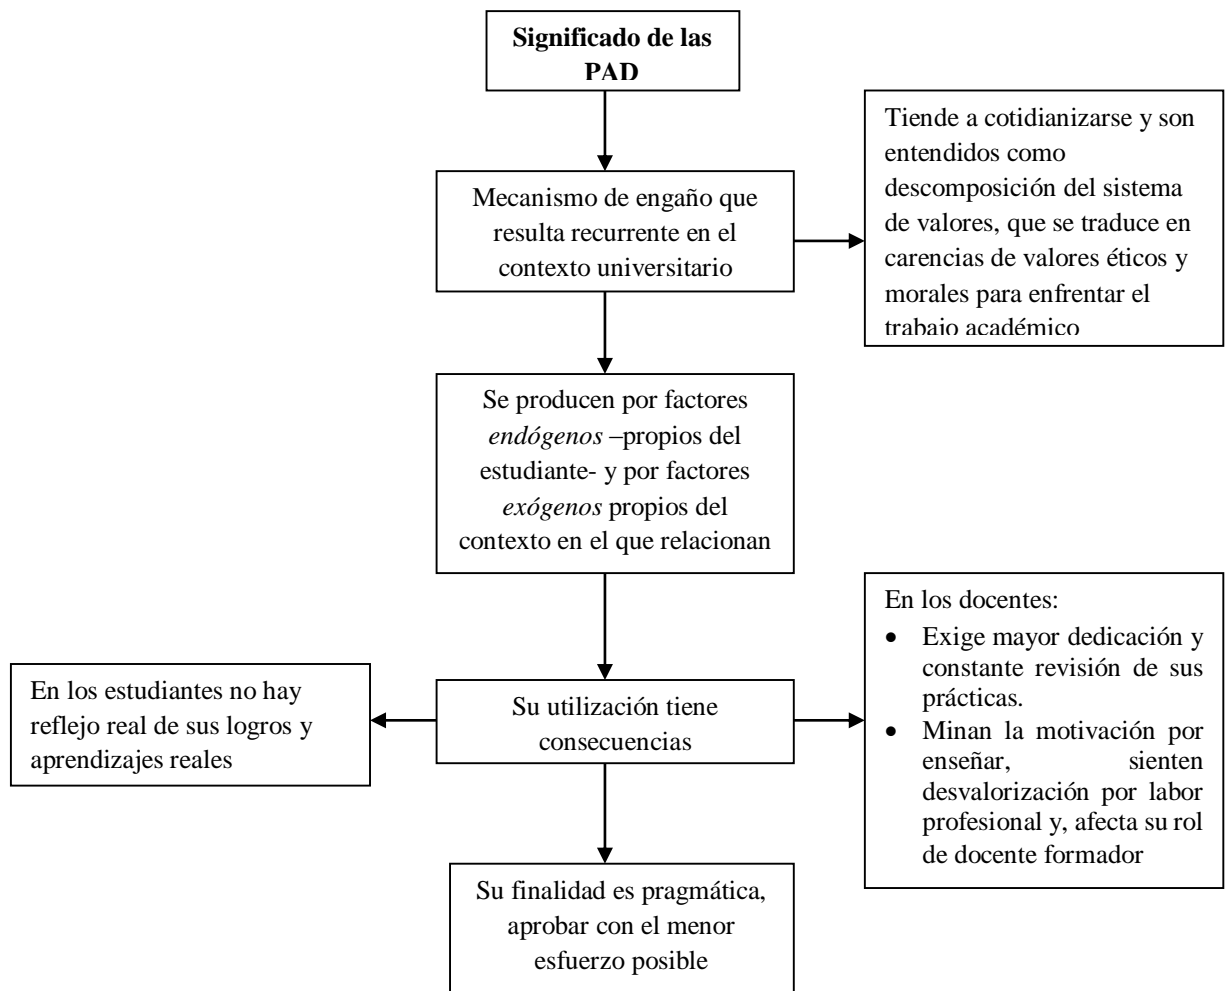 Significado de las
PAD
Mecanismo de engaño que
resulta recurrente en el
contexto universitario
Tiende a cotidianizarse y son
entendidos como
descomposición del sistema
de valores, que se traduce en
carencias de valores éticos y
morales para enfrentar el
trabajo académico
Se producen por factores
endógenos –propios del
estudiante- y por factores
exógenos propios del
contexto en el que relacionan
En los estudiantes no hay
reflejo real de sus logros y
aprendizajes reales
Su utilización tiene
consecuencias
En los docentes:
• Exige mayor dedicación y
constante revisión de sus
prácticas.
• Minan la motivación por
enseñar, sienten
desvalorización por labor
profesional y, afecta su rol
de docente formador
Su finalidad es pragmática,
aprobar con el menor
esfuerzo posible